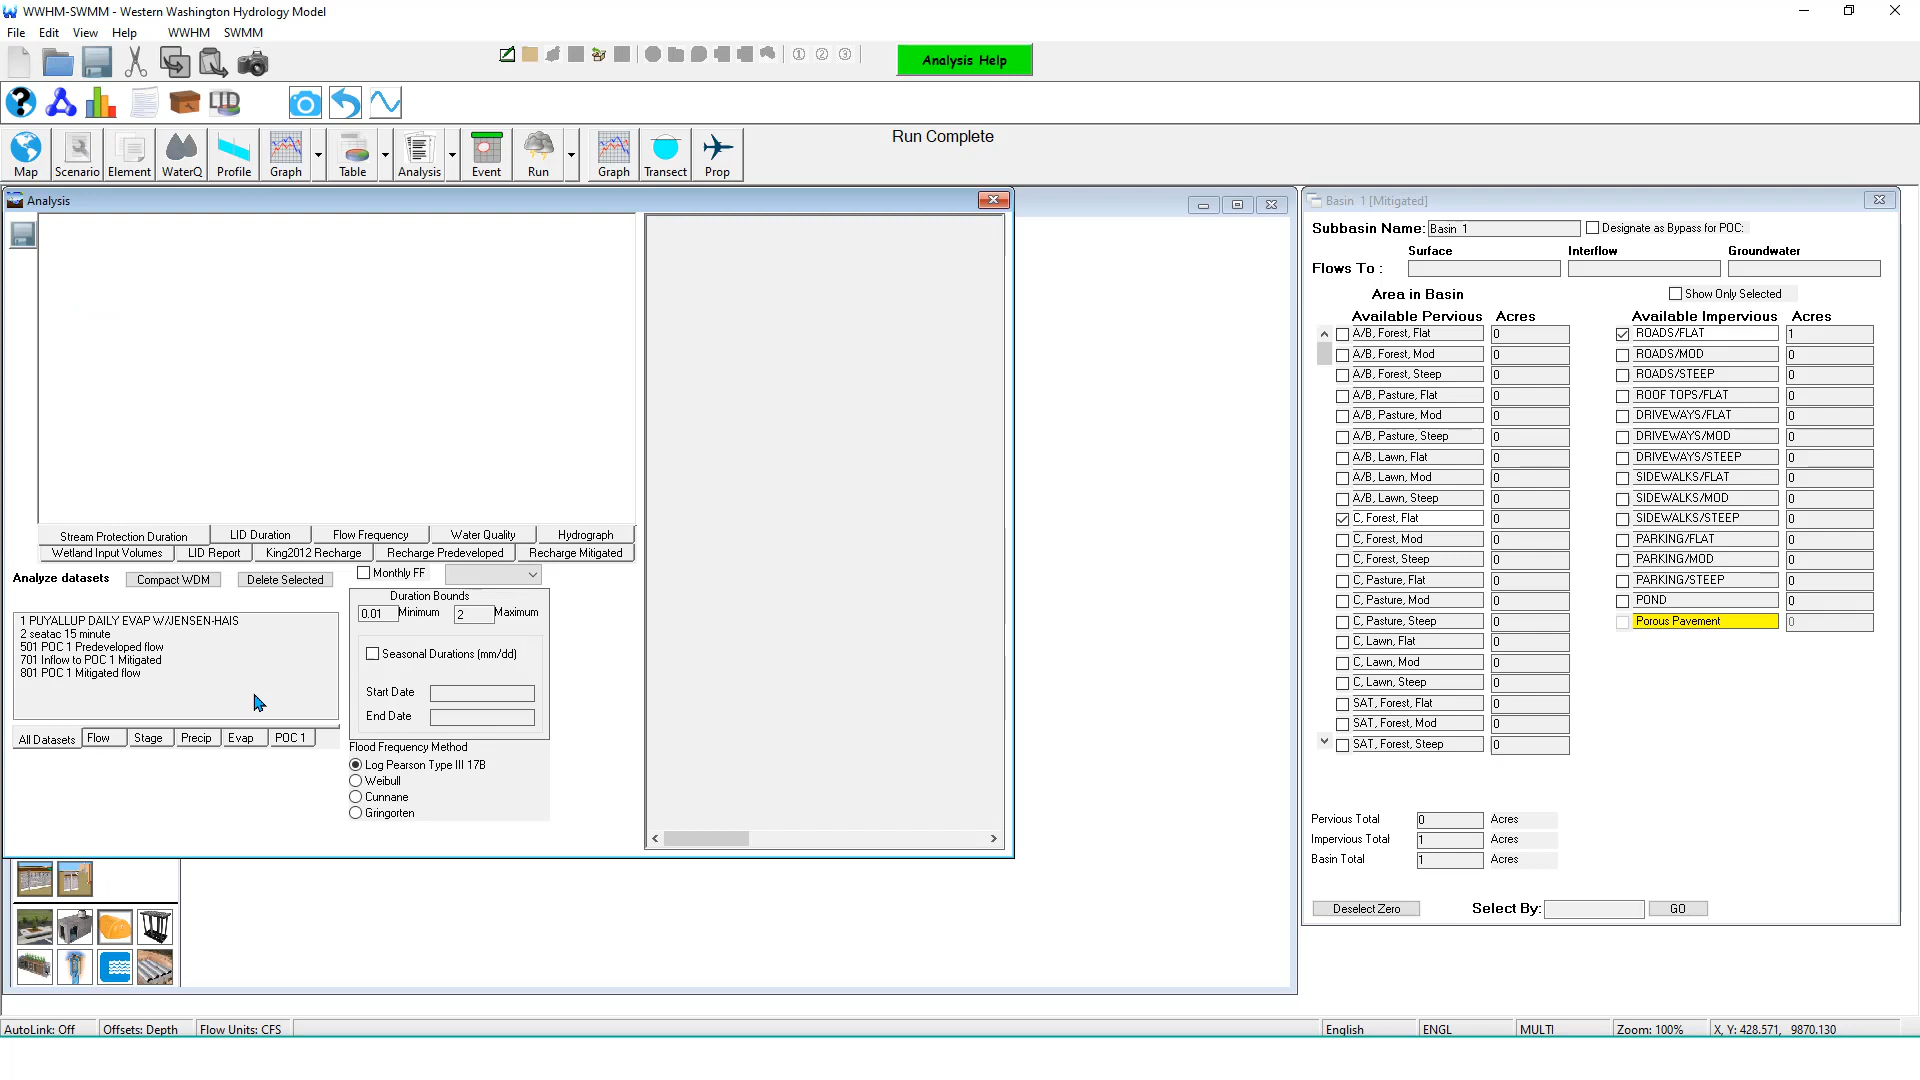 WWHM-SWMM - Western Washington Hydrology Model
File Edit View Help WWHM SWMM
Analysis Help
LID
Map Scenario Element WaterQ Profile Graph Table Analysis Event Run Graph Transect Prop
Run Complete
Analysis
Stream Protection Duration LID Duration Flow Frequency Water Quality Hydrograph
Wetland Input Volumes LID Report King2012 Recharge Recharge Predeveloped Recharge Mitigated
Analyze datasets Compact WDM Delete Selected Monthly FF
Duration Bounds
0.01 Minimum 2 Maximum
1 PUYALLUP DAILY EVAP W/JENSEN-HAIS
2 seatac 15 minute
501 POC 1 Predeveloped flow
701 Inflow to POC 1 Mitigated
801 POC 1 Mitigated flow
Seasonal Durations (mm/dd)
Start Date
End Date
All Datasets Flow Stage Precip Evap POC 1
Flood Frequency Method
Log Pearson Type III 17B
Weibull
Cunnane
Gringorten
Basin 1 [Mitigated]
Subbasin Name: Basin 1 Designate as Bypass for POC:
Surface Interflow Groundwater
Flows To :
Area in Basin Show Only Selected
Available Pervious Acres Available Impervious Acres
A/B, Forest, Flat 0 ROADS/FLAT 1
A/B, Forest, Mod 0 ROADS/MOD 0
A/B, Forest, Steep 0 ROADS/STEEP 0
A/B, Pasture, Flat 0 ROOF TOPS/FLAT 0
A/B, Pasture, Mod 0 DRIVEWAYS/FLAT 0
A/B, Pasture, Steep 0 DRIVEWAYS/MOD 0
A/B, Lawn, Flat 0 DRIVEWAYS/STEEP 0
A/B, Lawn, Mod 0 SIDEWALKS/FLAT 0
A/B, Lawn, Steep 0 SIDEWALKS/MOD 0
C, Forest, Flat 0 SIDEWALKS/STEEP 0
C, Forest, Mod 0 PARKING/FLAT 0
C, Forest, Steep 0 PARKING/MOD 0
C, Pasture, Flat 0 PARKING/STEEP 0
C, Pasture, Mod 0 POND 0
C, Pasture, Steep 0 Porous Pavement 0
C, Lawn, Flat 0
C, Lawn, Mod 0
C, Lawn, Steep 0
SAT, Forest, Flat 0
SAT, Forest, Mod 0
SAT, Forest, Steep 0
Pervious Total 0 Acres
Impervious Total 1 Acres
Basin Total 1 Acres
Deselect Zero Select By: GO
AutoLink: Off Offsets: Depth Flow Units: CFS English ENGL MULTI Zoom: 100% X, Y: 428.571, 9870.130